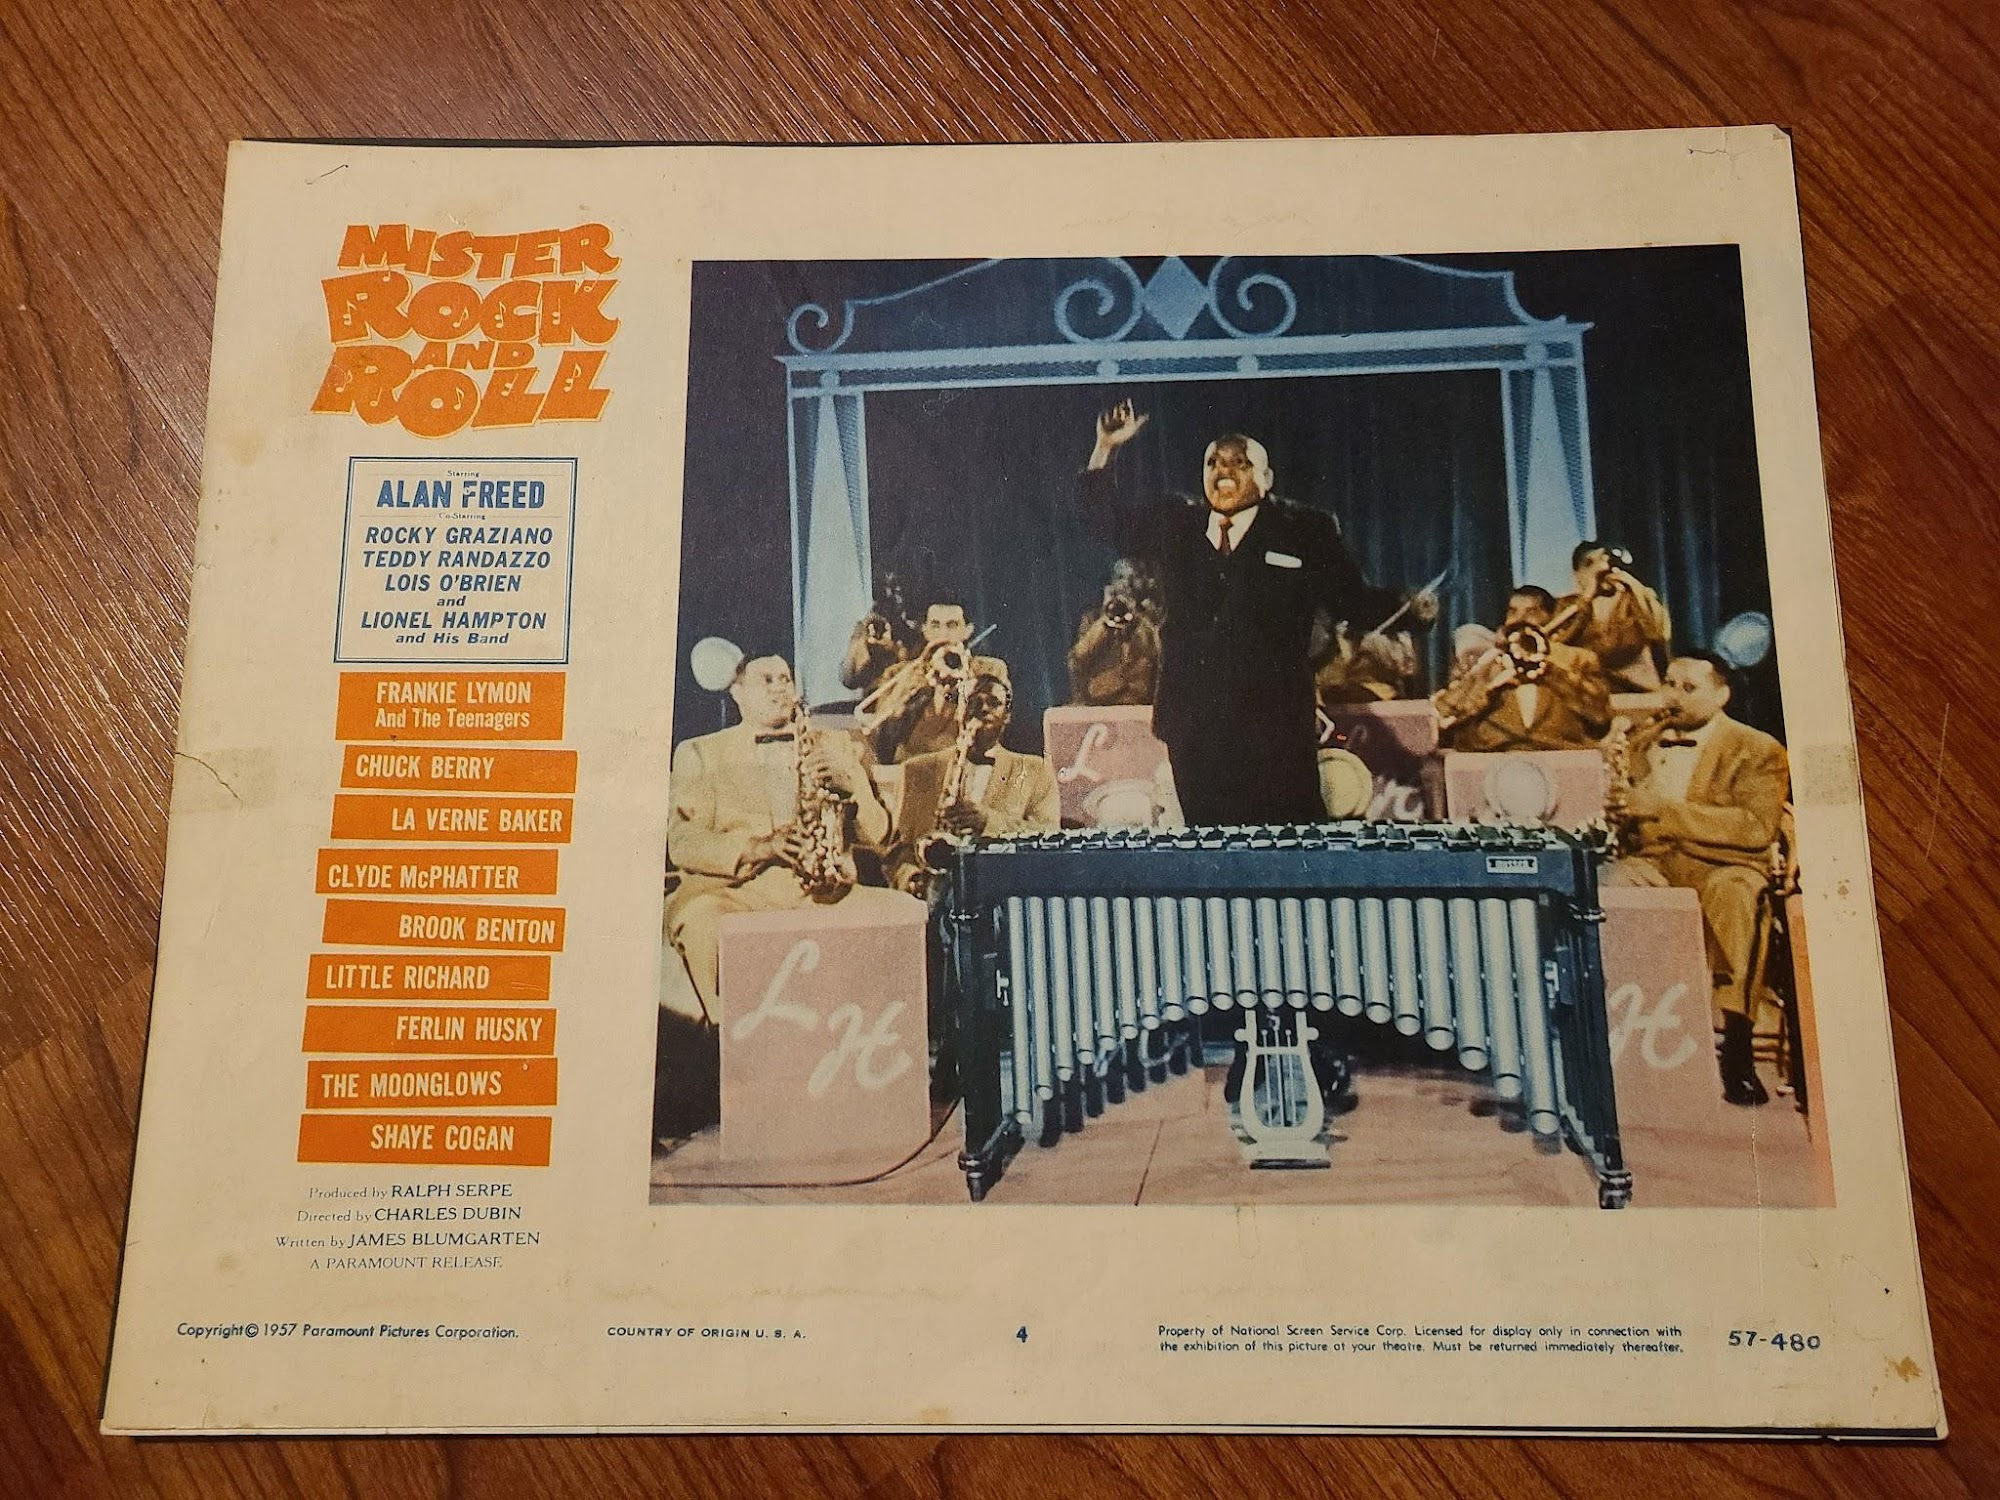 MISTER
ROCK
AND
ROLL
Starring
ALAN FREED
Co-Starring
ROCKY GRAZIANO
TEDDY RANDAZZO
LOIS O'BRIEN
and
LIONEL HAMPTON
and His Band
FRANKIE LYMON
And The Teenagers
CHUCK BERRY
LA VERNE BAKER
CLYDE McPHATTER
BROOK BENTON
LITTLE RICHARD
FERLIN HUSKY
THE MOONGLOWS
SHAYE COGAN
Produced by RALPH SERPE
Directed by CHARLES DUBIN
Written by JAMES BLUMGARTEN
A PARAMOUNT RELEASE
L
H
L H
H
MUSSER
Copyright © 1957 Paramount Pictures Corporation.
COUNTRY OF ORIGIN U. S. A.
4
Property of National Screen Service Corp. Licensed for display only in connection with
the exhibition of this picture at your theatre. Must be returned immediately thereafter.
57-480